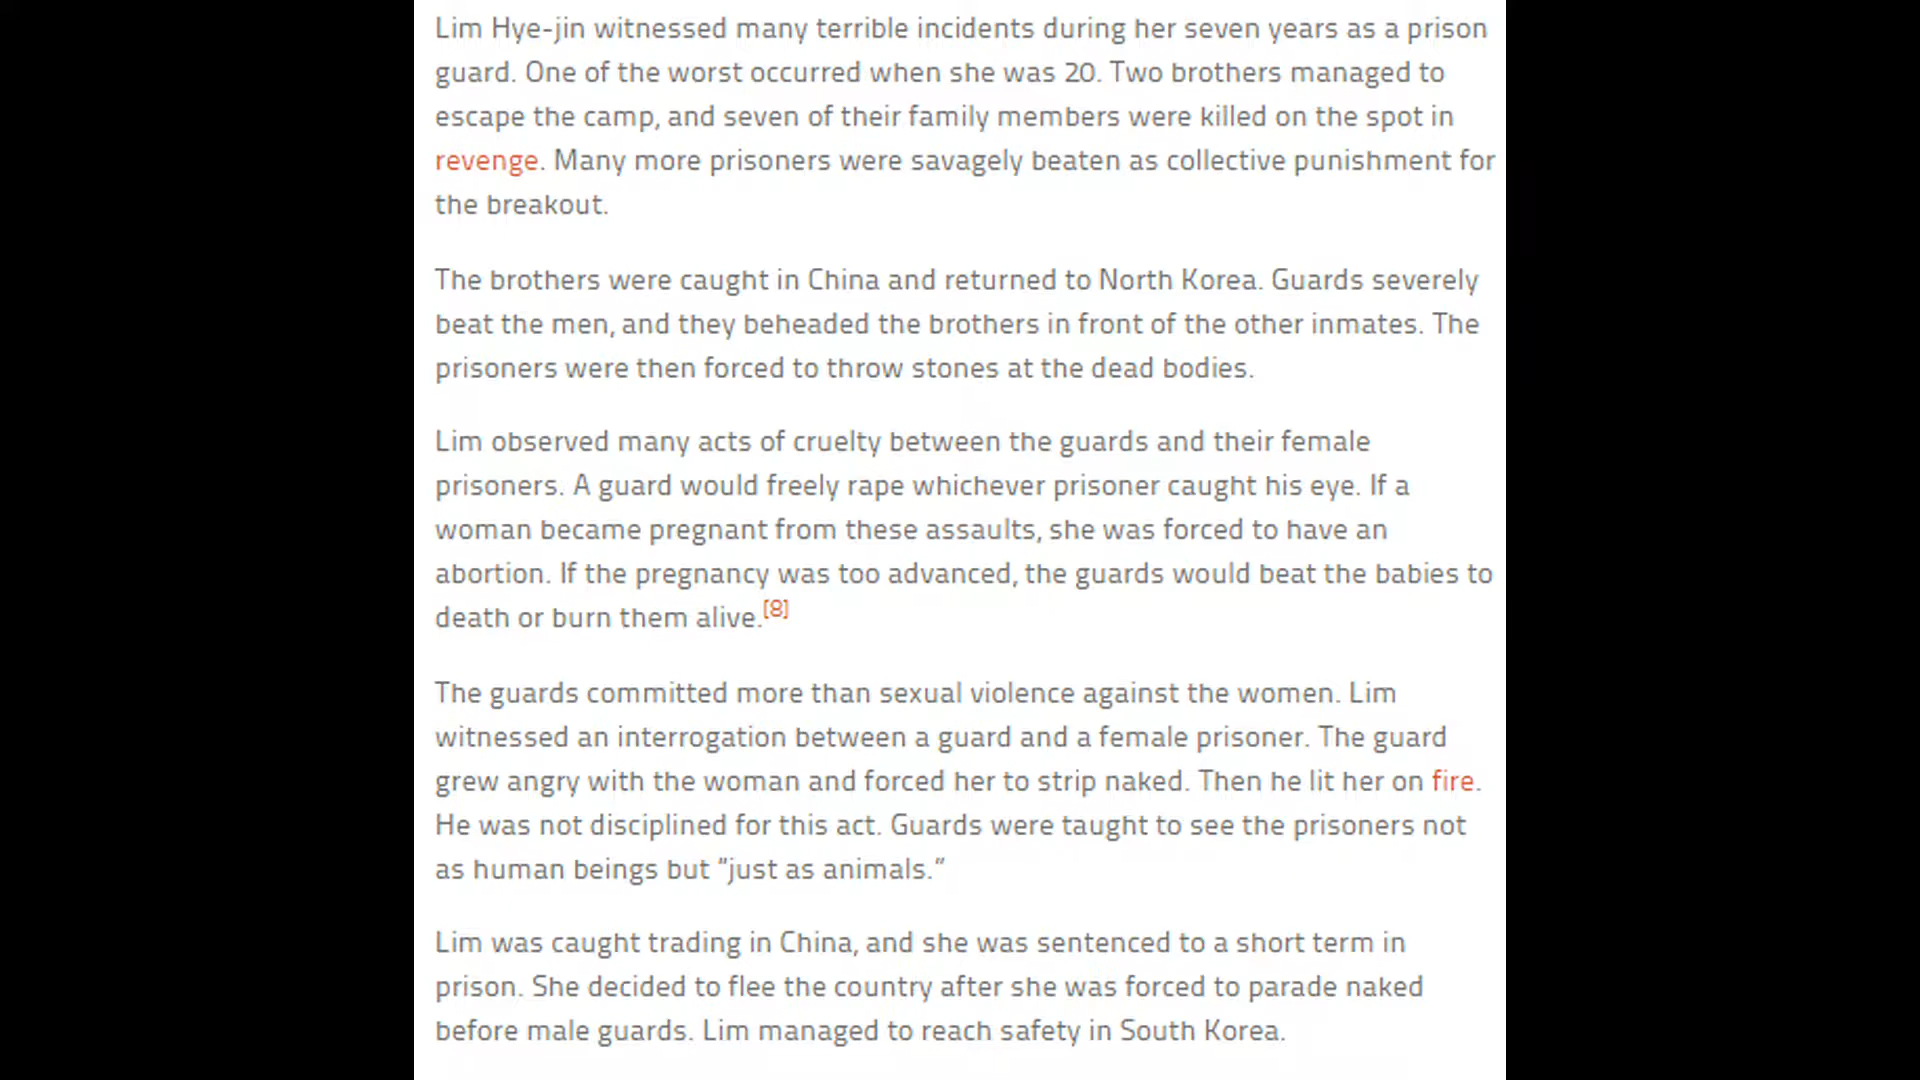 Lim Hye-jin witnessed many terrible incidents during her seven years as a prison
guard. One of the worst occurred when she was 20. Two brothers managed to
escape the camp, and seven of their family members were killed on the spot in
revenge. Many more prisoners were savagely beaten as collective punishment for
the breakout.
The brothers were caught in China and returned to North Korea. Guards severely
beat the men, and they beheaded the brothers in front of the other inmates. The
prisoners were then forced to throw stones at the dead bodies.
Lim observed many acts of cruelty between the guards and their female
prisoners. A guard would freely rape whichever prisoner caught his eye. If a
woman became pregnant from these assaults, she was forced to have an
abortion. If the pregnancy was too advanced, the guards would beat the babies to
death or burn them alive.[8]
The guards committed more than sexual violence against the women. Lim
witnessed an interrogation between a guard and a female prisoner. The guard
grew angry with the woman and forced her to strip naked. Then he lit her on fire.
He was not disciplined for this act. Guards were taught to see the prisoners not
as human beings but “just as animals.”
Lim was caught trading in China, and she was sentenced to a short term in
prison. She decided to flee the country after she was forced to parade naked
before male guards. Lim managed to reach safety in South Korea.